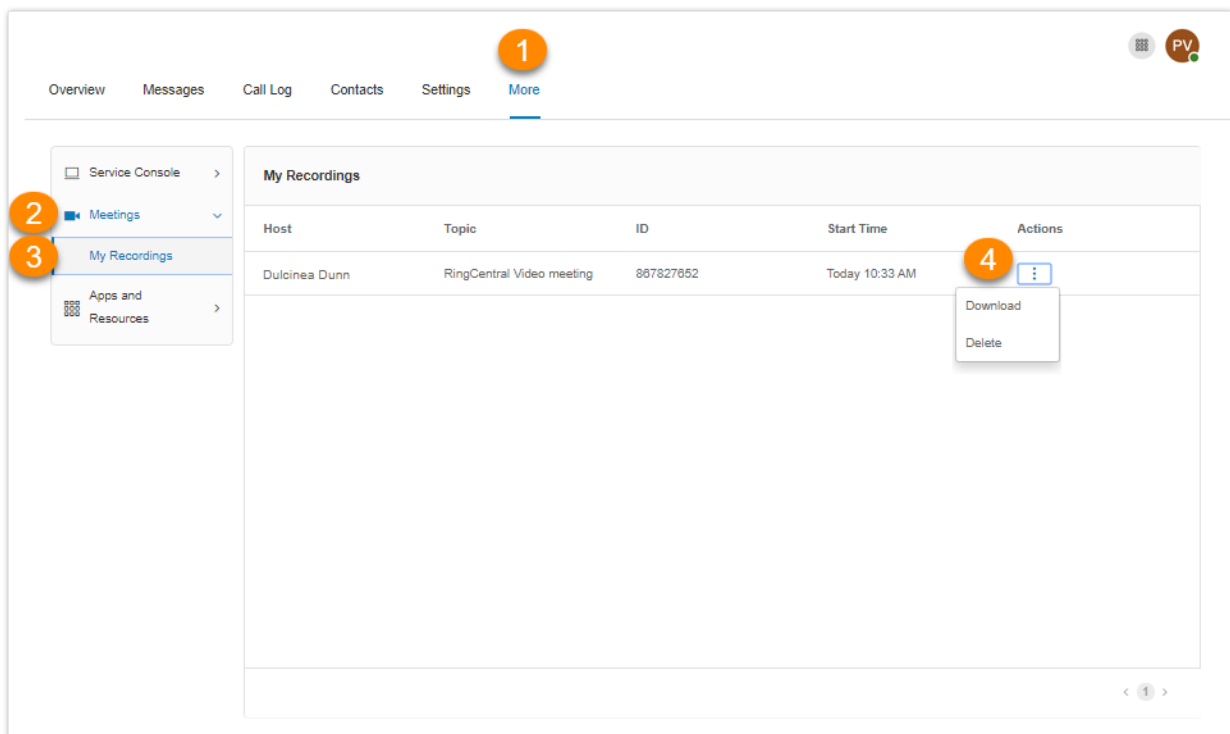 1
PV
Overview Messages Call Log Contacts Settings More
Service Console
2 Meetings
3 My Recordings
Apps and
Resources
My Recordings
Host Topic ID Start Time Actions
Dulcinea Dunn RingCentral Video meeting 867827652 Today 10:33 AM 4
Download
Delete
1